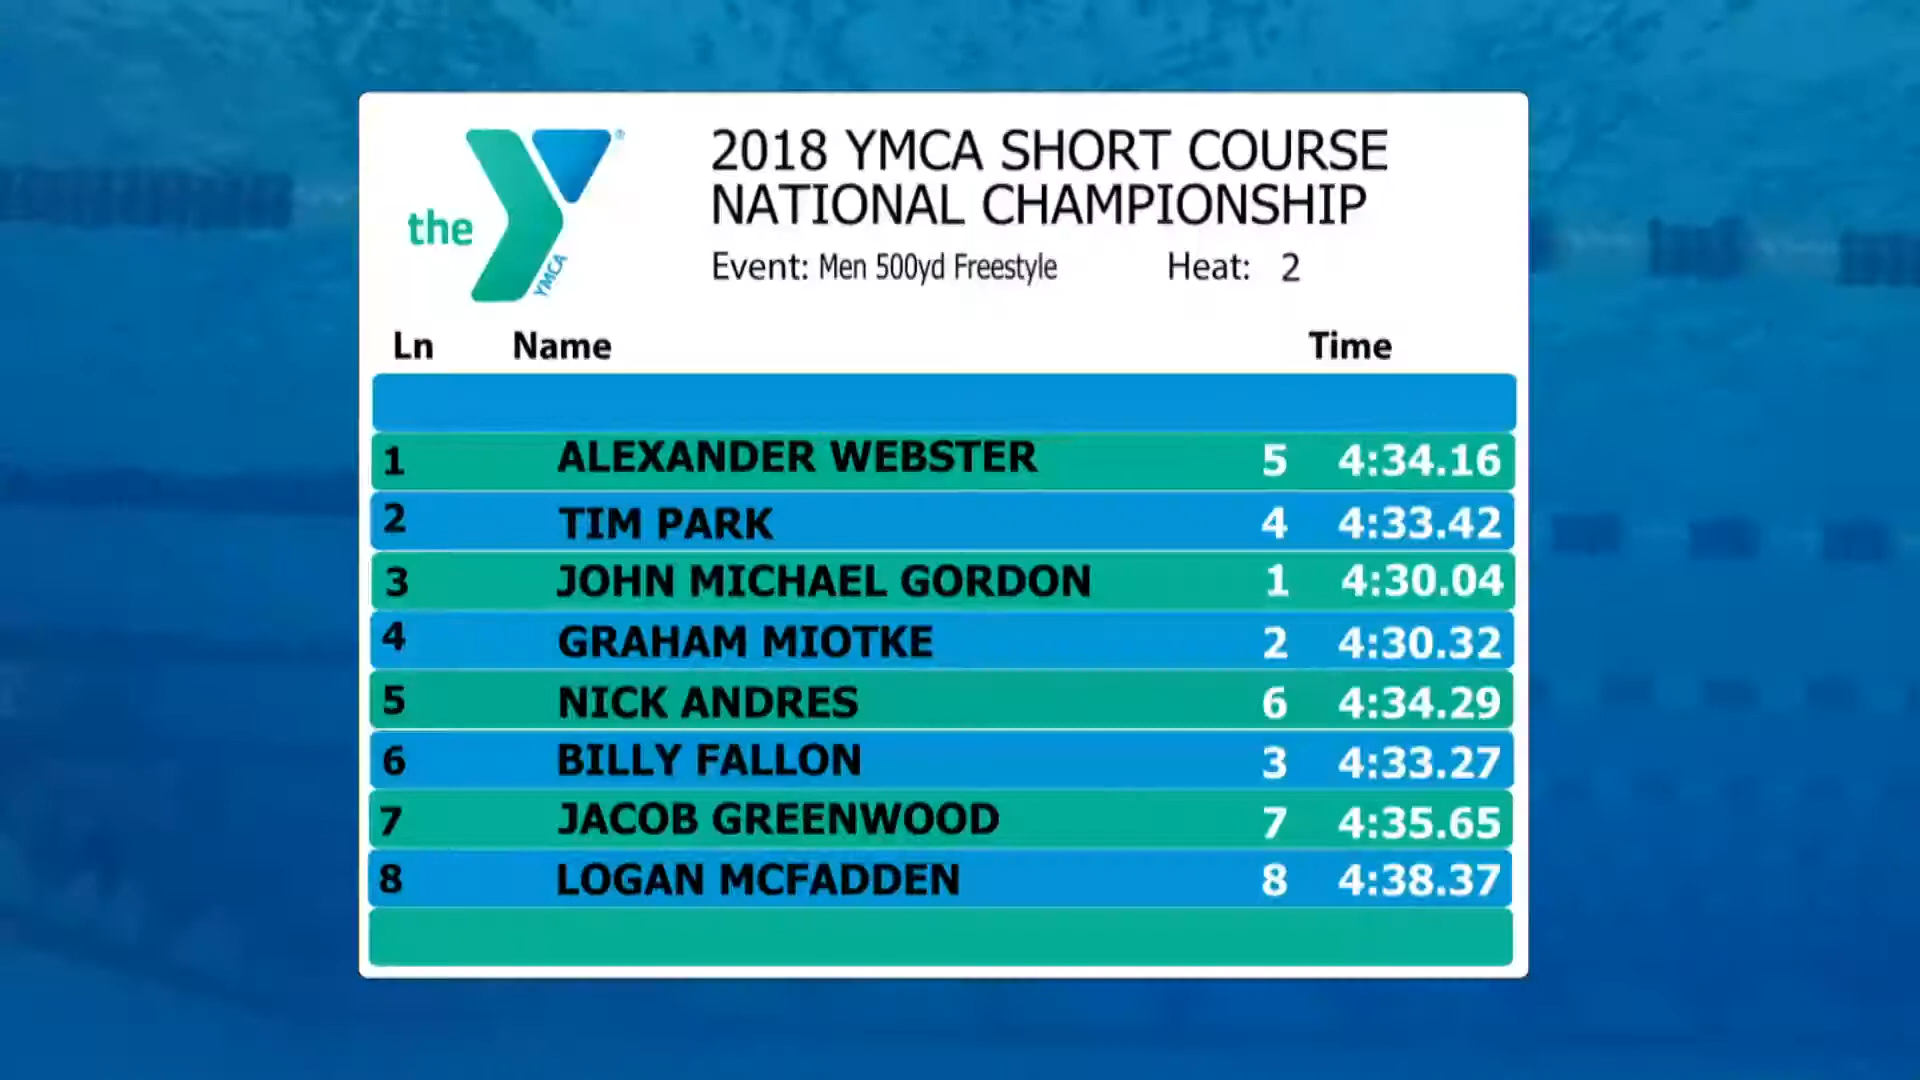 the
YMCA
®
2018 YMCA SHORT COURSE
NATIONAL CHAMPIONSHIP
Event: Men 500yd Freestyle Heat: 2
Ln Name Time
1 ALEXANDER WEBSTER 5 4:34.16
2 TIM PARK 4 4:33.42
3 JOHN MICHAEL GORDON 1 4:30.04
4 GRAHAM MIOTKE 2 4:30.32
5 NICK ANDRES 6 4:34.29
6 BILLY FALLON 3 4:33.27
7 JACOB GREENWOOD 7 4:35.65
8 LOGAN MCFADDEN 8 4:38.37